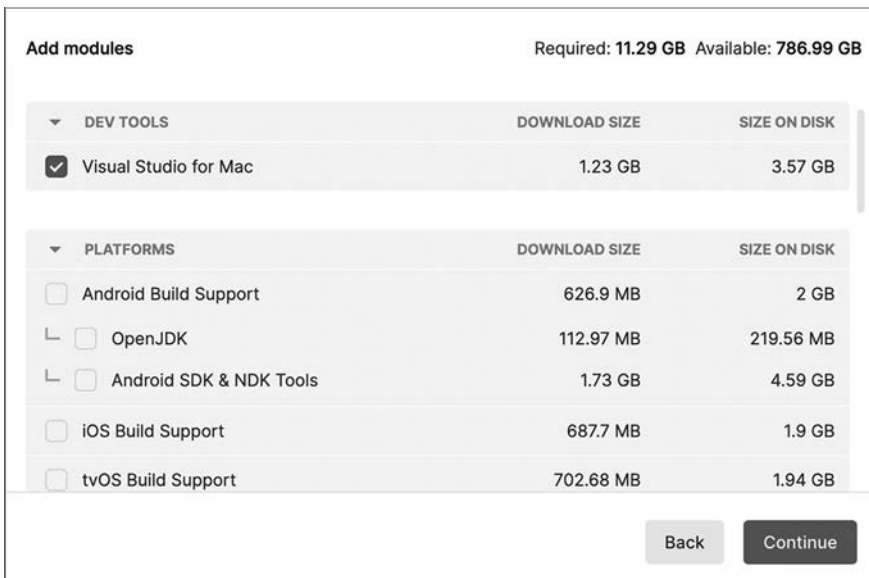 Add modules Required: 11.29 GB Available: 786.99 GB
DEV TOOLS DOWNLOAD SIZE SIZE ON DISK
Visual Studio for Mac 1.23 GB 3.57 GB
PLATFORMS DOWNLOAD SIZE SIZE ON DISK
Android Build Support 626.9 MB 2 GB
OpenJDK 112.97 MB 219.56 MB
Android SDK & NDK Tools 1.73 GB 4.59 GB
iOS Build Support 687.7 MB 1.9 GB
tvOS Build Support 702.68 MB 1.94 GB
Back Continue